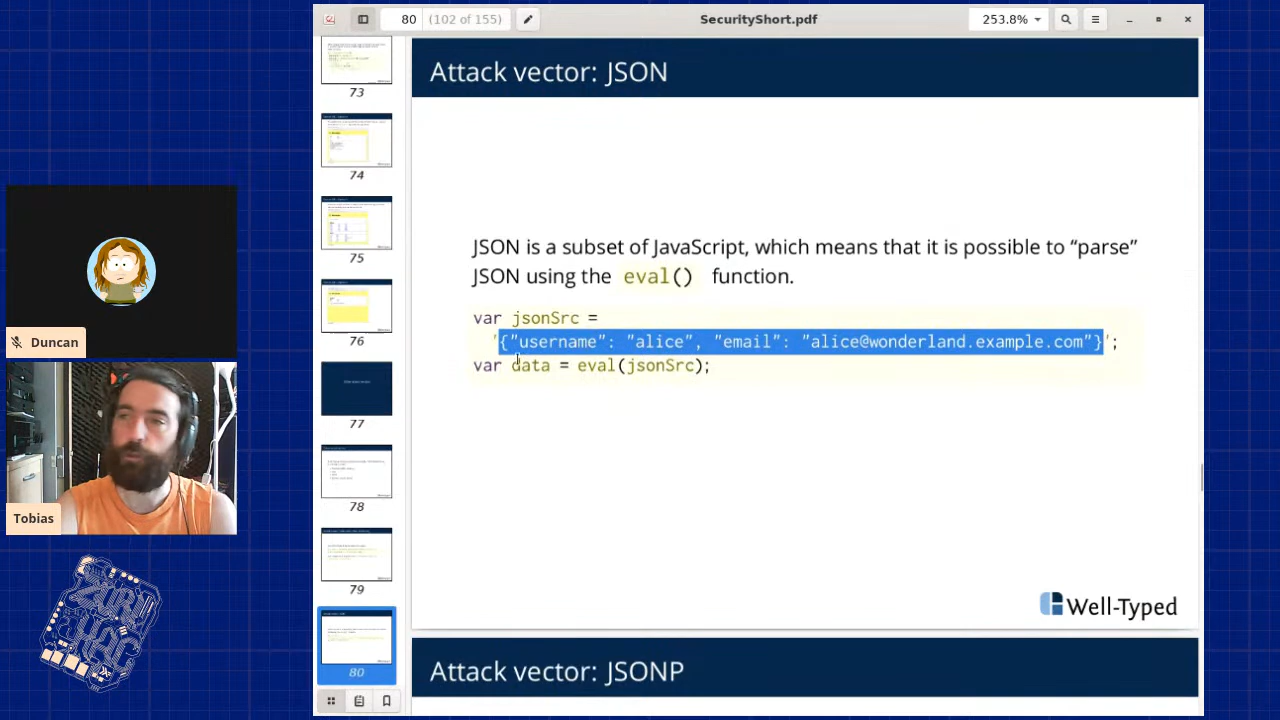 80
(102 of 155)
SecurityShort.pdf
253.8%
73
74
75
76
77
78
79
80
Attack vector: JSON
JSON is a subset of JavaScript, which means that it is possible to “parse”
JSON using the eval() function.
var jsonSrc =
'{"username": "alice", "email": "alice@wonderland.example.com"}';
var data = eval(jsonSrc);
Well-Typed
Attack vector: JSONP
Duncan
Tobias